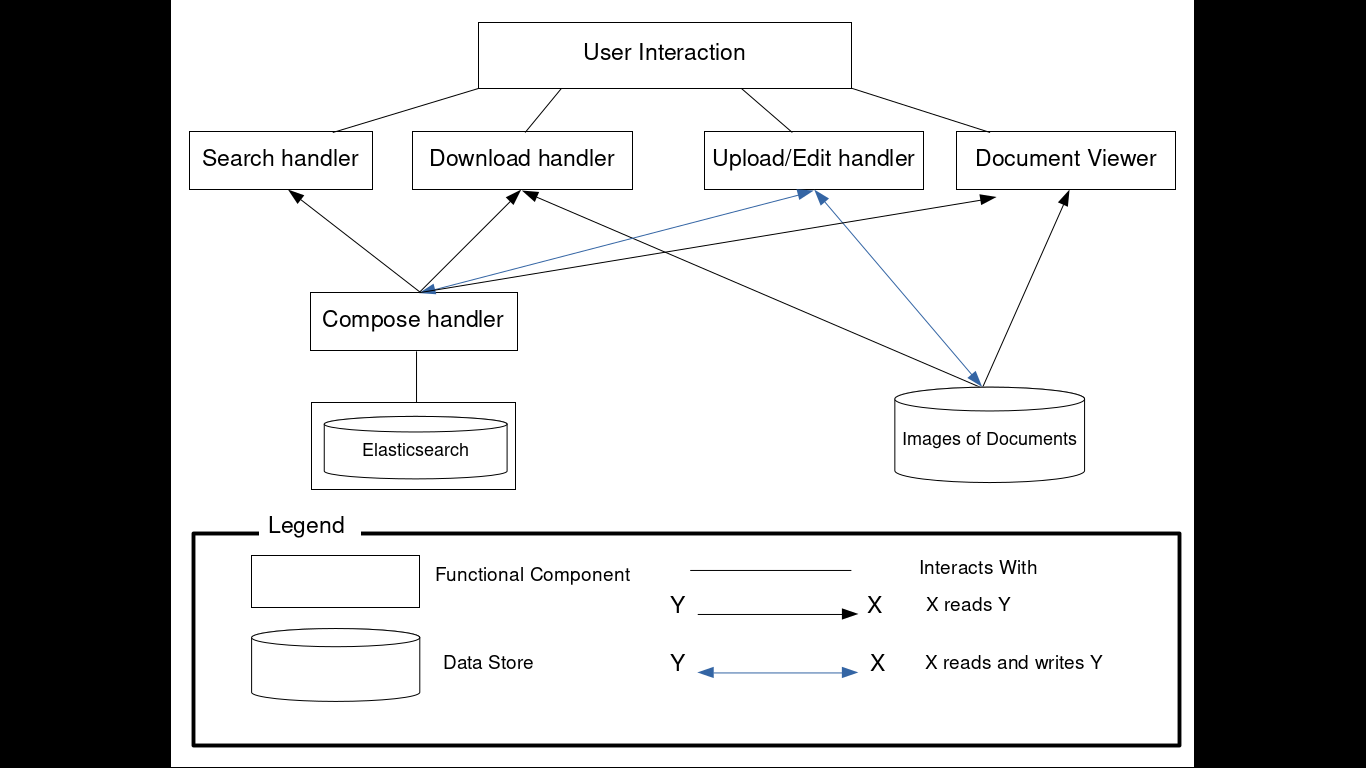 User Interaction
Search handler
Download handler
Upload/Edit handler
Document Viewer
Compose handler
Elasticsearch
Images of Documents
Legend
Functional Component
Interacts With
Y X X reads Y
Data Store
Y X X reads and writes Y